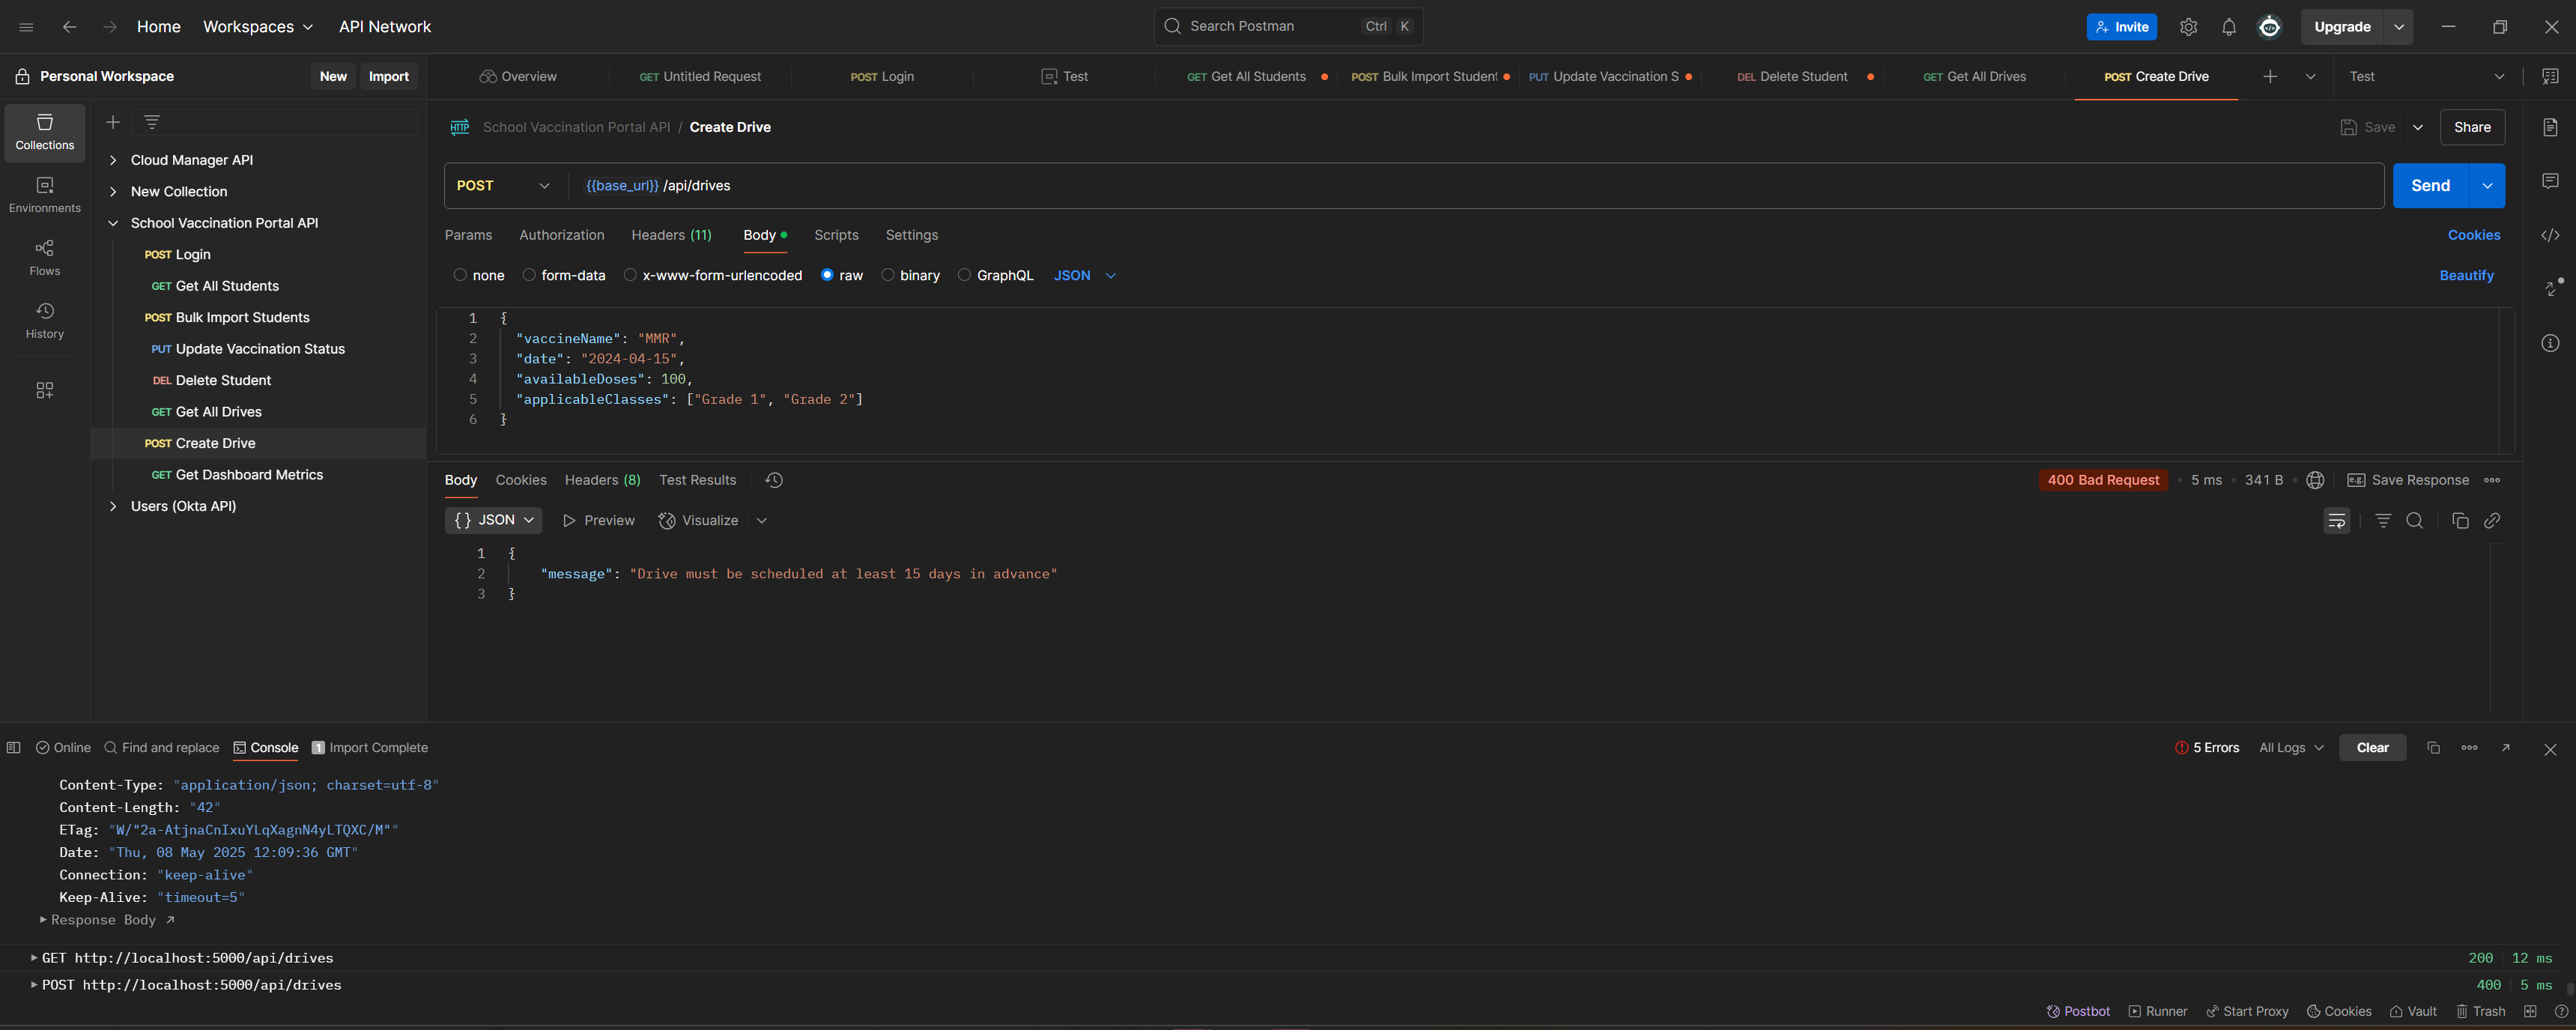 Home Workspaces API Network Search Postman Ctrl K Invite Upgrade
Personal Workspace New Import Overview GET Untitled Request POST Login Test GET Get All Students POST Bulk Import Student PUT Update Vaccination S DEL Delete Student GET Get All Drives POST Create Drive Test
Collections
Environments
Flows
History
Cloud Manager API
New Collection
School Vaccination Portal API
POST Login
GET Get All Students
POST Bulk Import Students
PUT Update Vaccination Status
DEL Delete Student
GET Get All Drives
POST Create Drive
GET Get Dashboard Metrics
Users (Okta API)
HTTP School Vaccination Portal API / Create Drive Save Share
POST {{base_url}} /api/drives Send
Params Authorization Headers (11) Body Scripts Settings Cookies
none form-data x-www-form-urlencoded raw binary GraphQL JSON Beautify
1 {
2 "vaccineName": "MMR",
3 "date": "2024-04-15",
4 "availableDoses": 100,
5 "applicableClasses": ["Grade 1", "Grade 2"]
6 }
Body Cookies Headers (8) Test Results 400 Bad Request 5 ms 341 B e.g. Save Response
{} JSON Preview Visualize
1 {
2 "message": "Drive must be scheduled at least 15 days in advance"
3 }
Online Find and replace Console 1 Import Complete 5 Errors All Logs Clear
Content-Type: "application/json; charset=utf-8"
Content-Length: "42"
ETag: "W/"2a-AtjnaCnIxuYLqXagnN4yLTQXC/M""
Date: "Thu, 08 May 2025 12:09:36 GMT"
Connection: "keep-alive"
Keep-Alive: "timeout=5"
Response Body
GET http://localhost:5000/api/drives 200 12 ms
POST http://localhost:5000/api/drives 400 5 ms
Postbot Runner Start Proxy Cookies Vault Trash